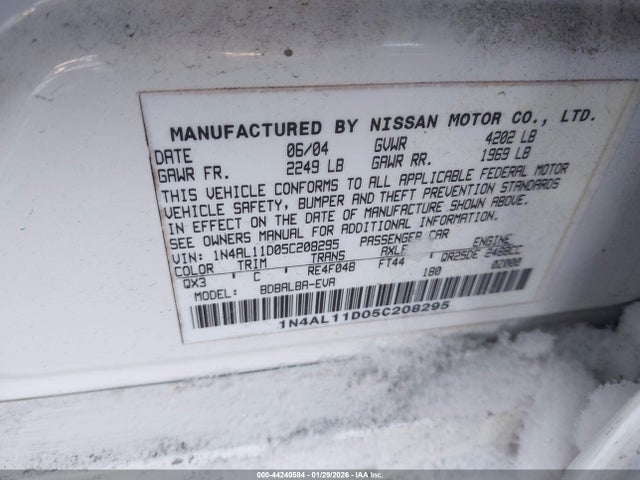 MANUFACTURED BY NISSAN MOTOR CO., LTD.
DATE 06/04 GVWR 4202 LB
GAWR FR. 2249 LB GAWR RR. 1969 LB
THIS VEHICLE CONFORMS TO ALL APPLICABLE FEDERAL MOTOR
VEHICLE SAFETY, BUMPER AND THEFT PREVENTION STANDARDS
IN EFFECT ON THE DATE OF MANUFACTURE SHOWN ABOVE.
SEE OWNERS MANUAL FOR ADDITIONAL INFORMATION.
VIN: 1N4AL11D05C208295 PASSENGER CAR
COLOR TRIM TRANS AXLE ENGINE
QX3 C RE4F04B FT44 QR25DE 2488CC
MODEL: BDBALBA-EVA 180 02000
1N4AL11D05C208295
000-44240584 - 01/29/2026 - IAA Inc.